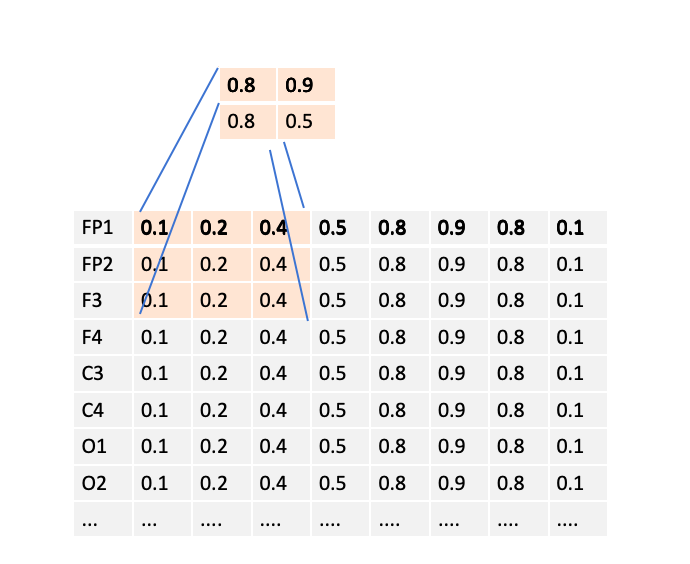 0.8 0.9
0.8 0.5
FP1 0.1 0.2 0.4 0.5 0.8 0.9 0.8 0.1
FP2 0.1 0.2 0.4 0.5 0.8 0.9 0.8 0.1
F3 0.1 0.2 0.4 0.5 0.8 0.9 0.8 0.1
F4 0.1 0.2 0.4 0.5 0.8 0.9 0.8 0.1
C3 0.1 0.2 0.4 0.5 0.8 0.9 0.8 0.1
C4 0.1 0.2 0.4 0.5 0.8 0.9 0.8 0.1
O1 0.1 0.2 0.4 0.5 0.8 0.9 0.8 0.1
O2 0.1 0.2 0.4 0.5 0.8 0.9 0.8 0.1
... ... .... .... .... .... .... .... ....